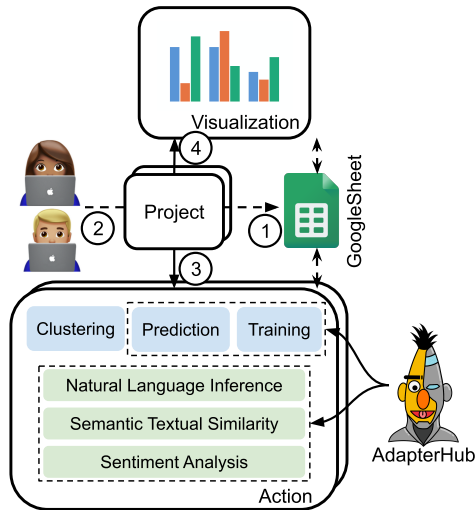 Visualization
4
Project
2
1
GoogleSheet
3
Clustering
Prediction
Training
Natural Language Inference
Semantic Textual Similarity
Sentiment Analysis
AdapterHub
Action